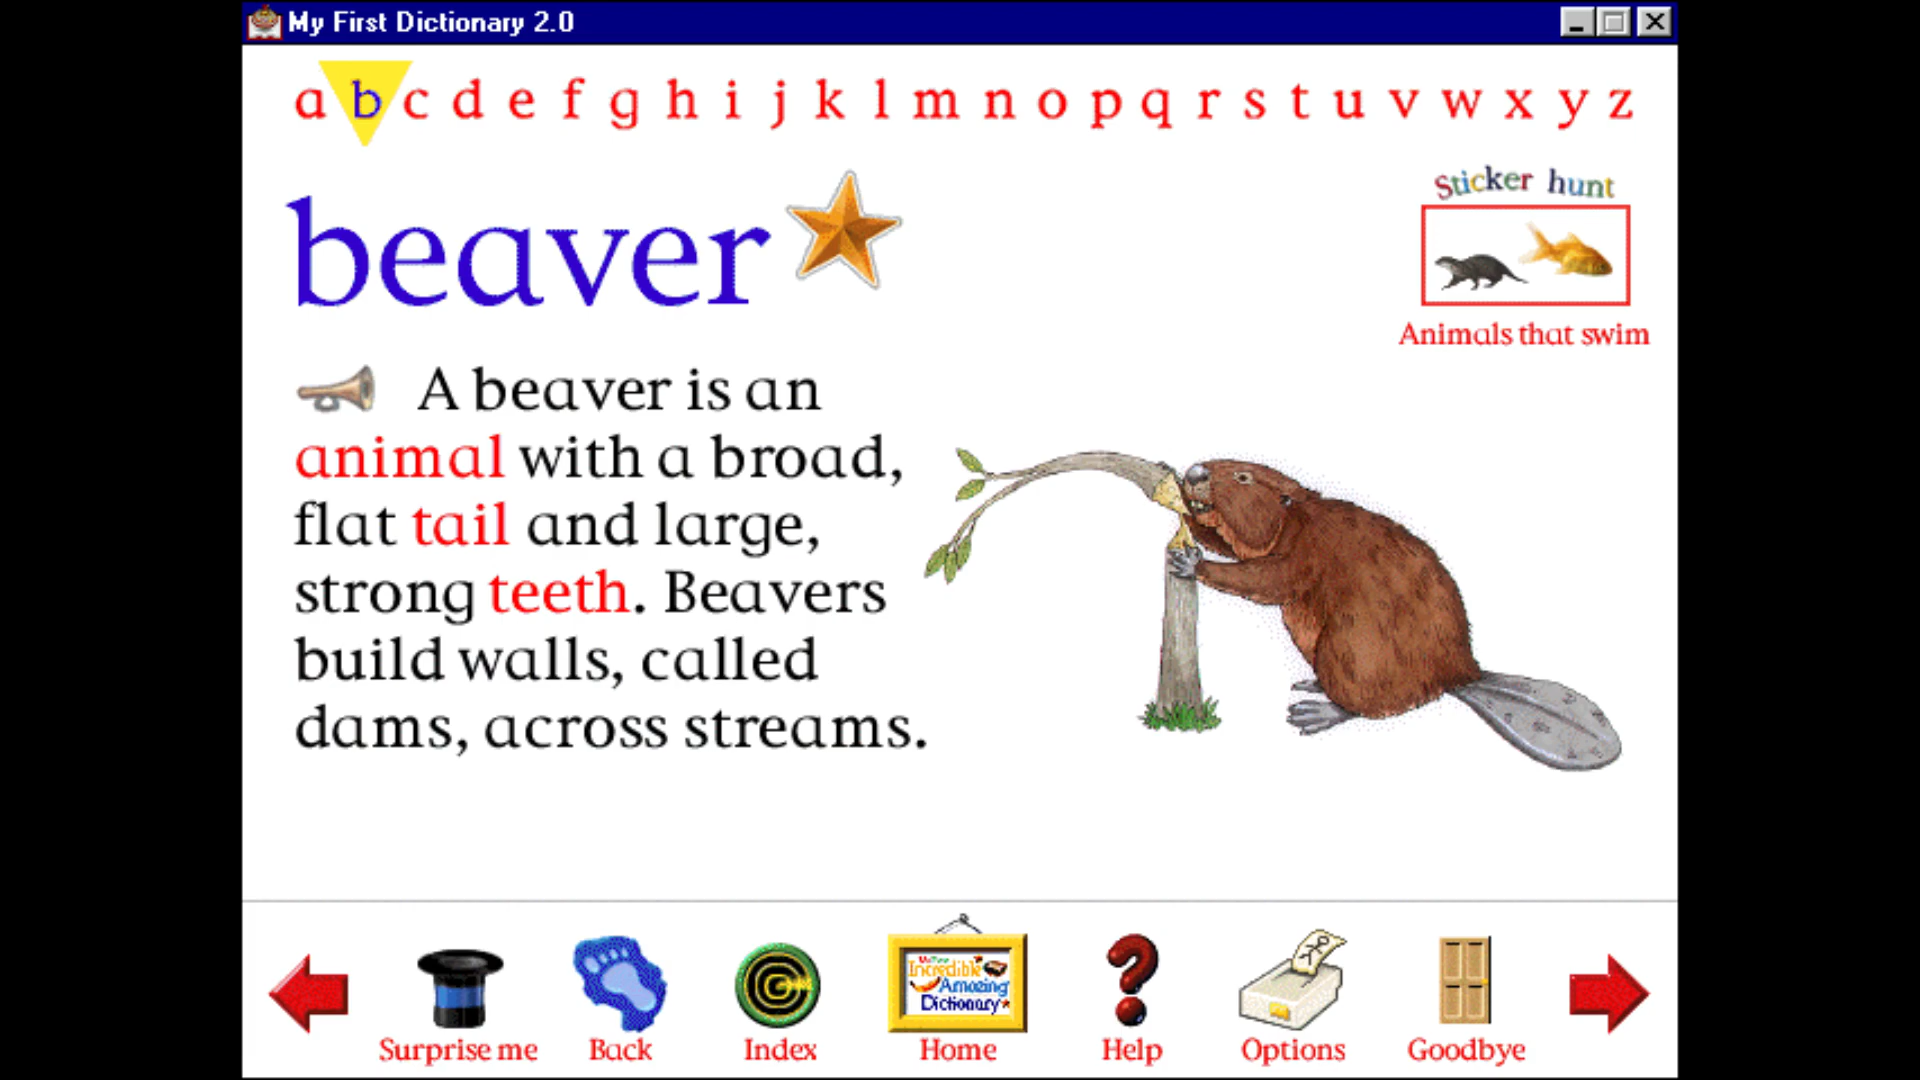 My First Dictionary 2.0
a b c d e f g h i j k l m n o p q r s t u v w x y z
beaver
Sticker hunt
Animals that swim
A beaver is an
animal with a broad,
flat tail and large,
strong teeth. Beavers
build walls, called
dams, across streams.
My First
Incredible
Amazing
Dictionary
Surprise me
Back
Index
Home
Help
Options
Goodbye